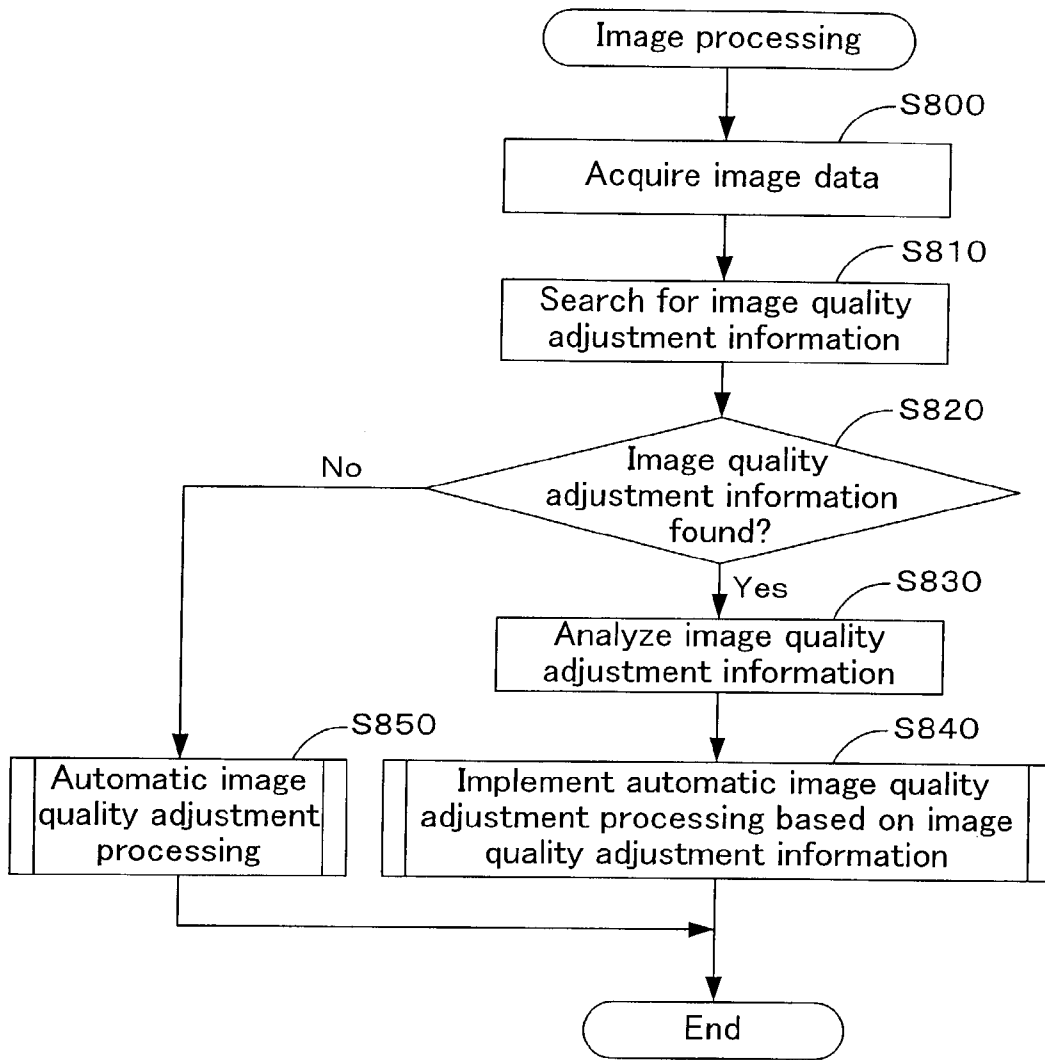 Image processing
S800
Acquire image data
S810
Search for image quality
adjustment information
S820
Image quality
adjustment information
found?
No
Yes
S830
Analyze image quality
adjustment information
S850
Automatic image
quality adjustment
processing
S840
Implement automatic image quality
adjustment processing based on image
quality adjustment information
End